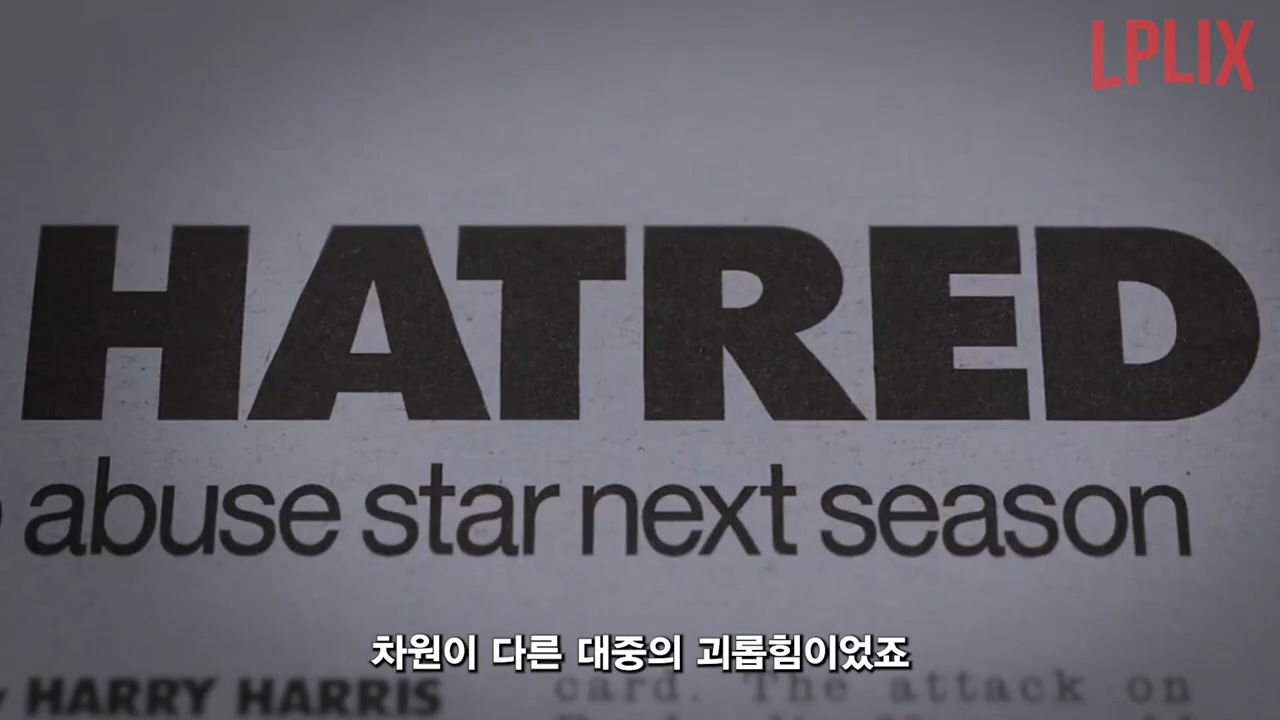 LPLIX
HATRED
abuse star next season
차원이 다른 대중의 괴롭힘이었죠
HARRY HARRIS
card. The attack on